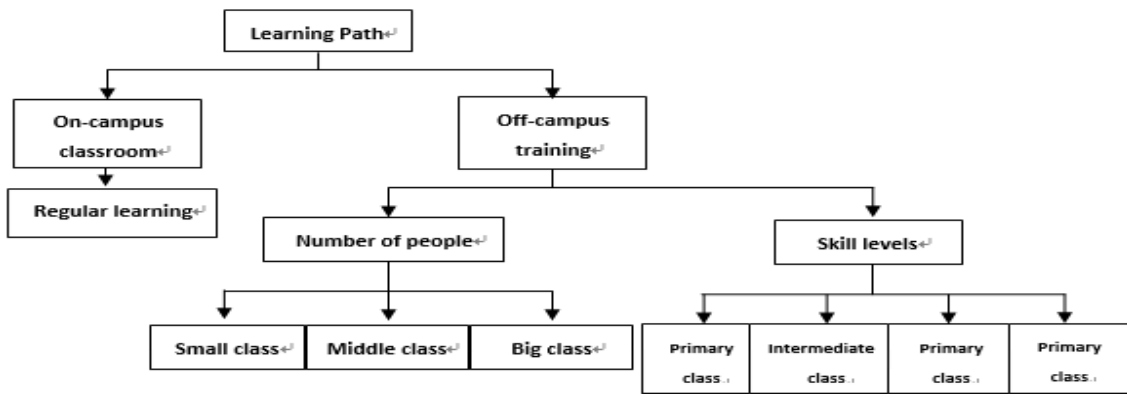 Learning Path
On-campus
classroom
Off-campus
training
Regular learning
Number of people
Skill levels
Small class
Middle class
Big class
Primary
class
Intermediate
class
Primary
class
Primary
class